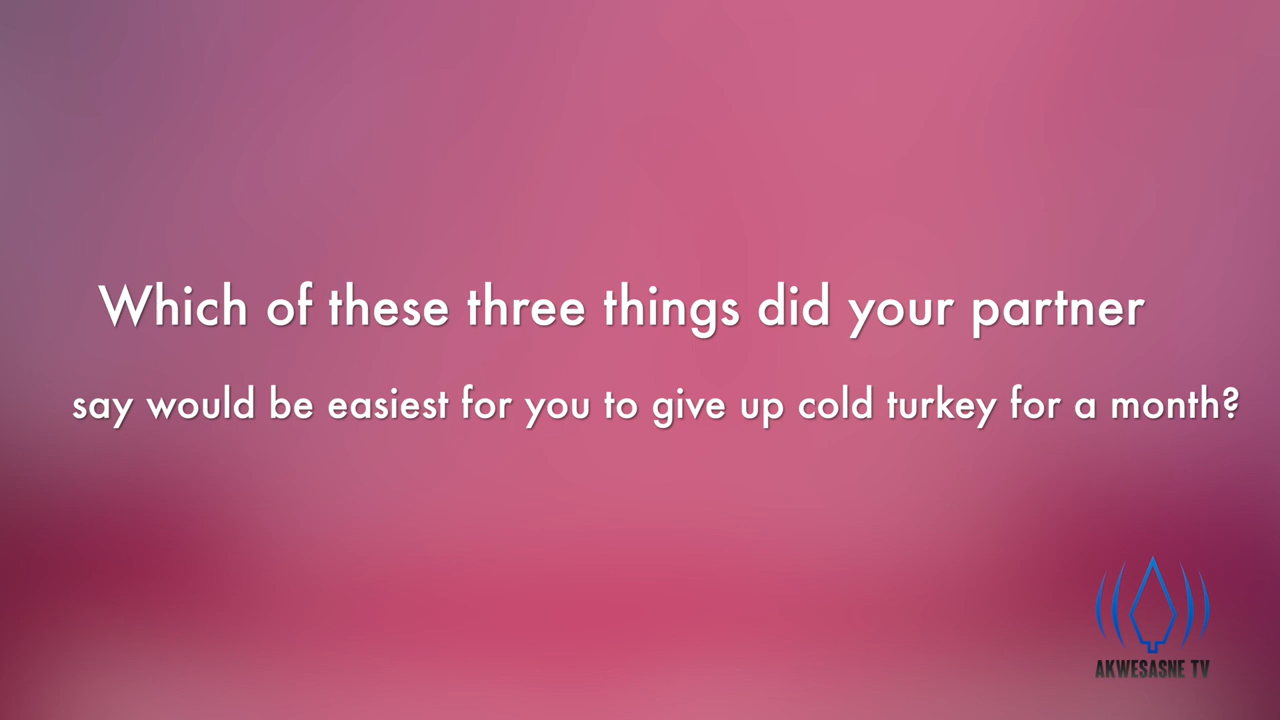 Which of these three things did your partner
say would be easiest for you to give up cold turkey for a month?
AKWESASNE TV